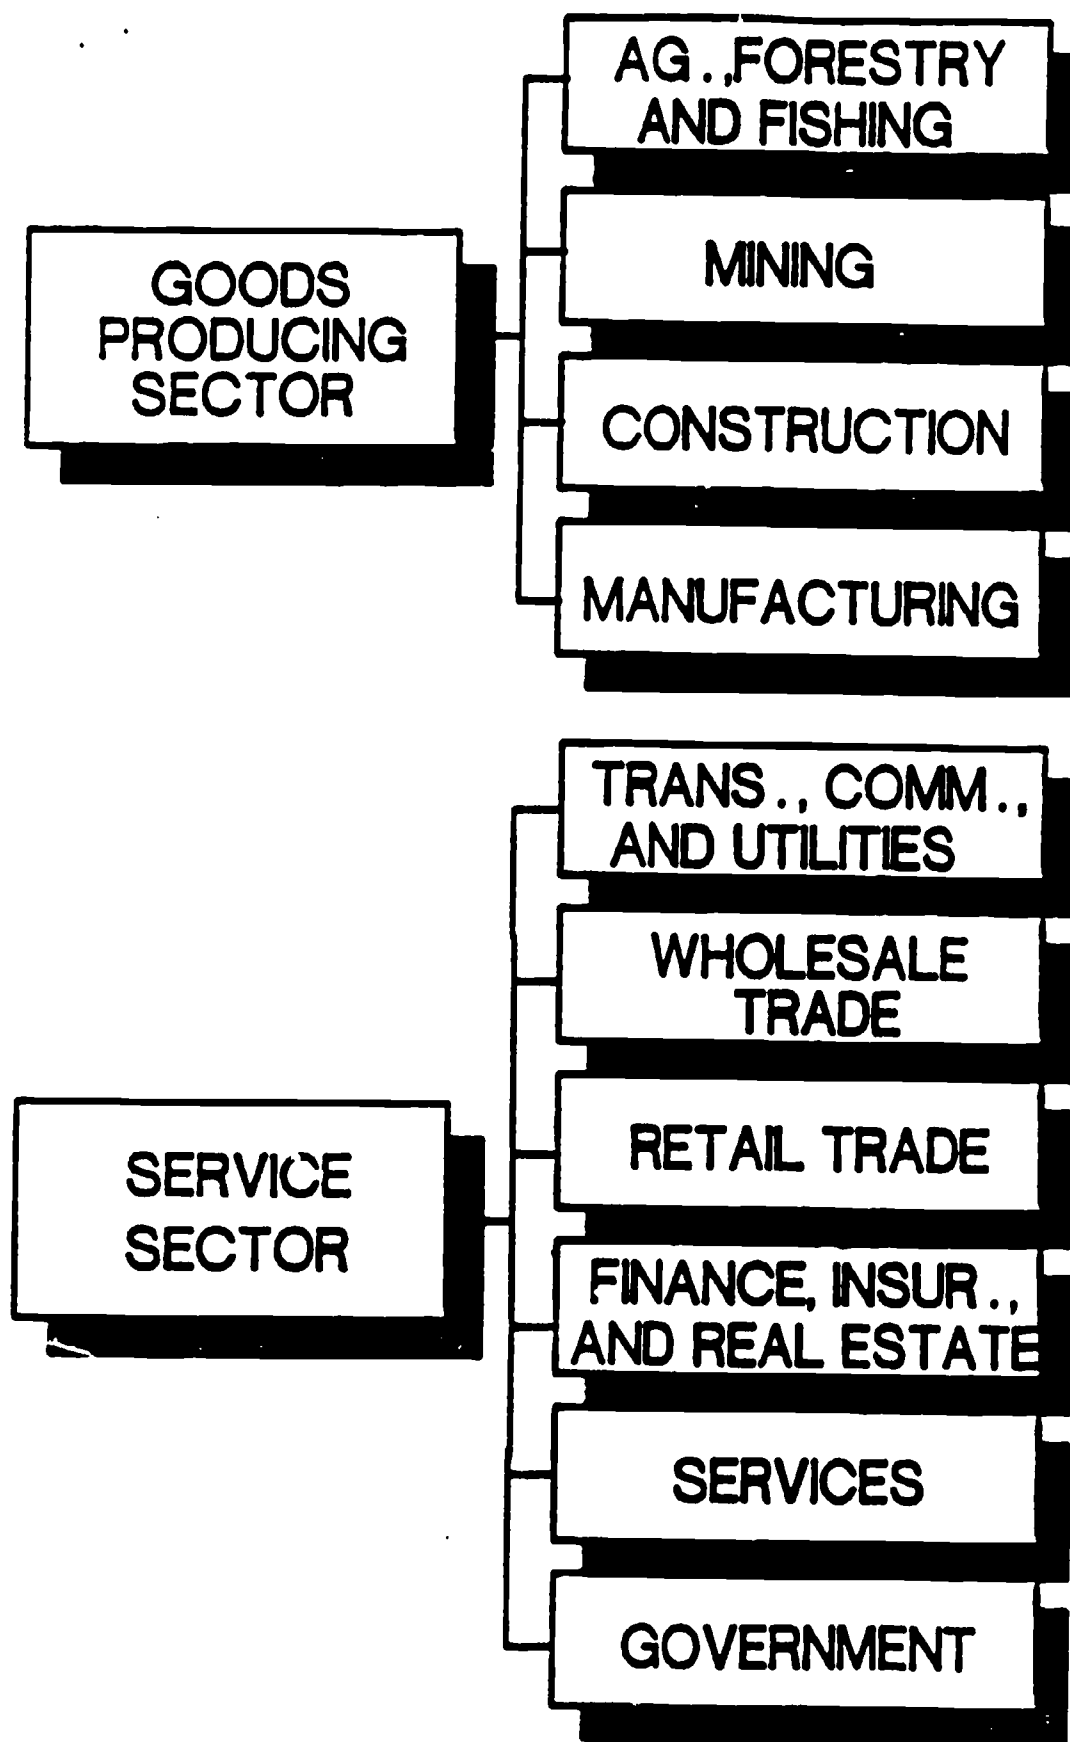 GOODS
PRODUCING
SECTOR
AG.,FORESTRY
AND FISHING
MINING
CONSTRUCTION
MANUFACTURING
SERVICE
SECTOR
TRANS., COMM.,
AND UTILITIES
WHOLESALE
TRADE
RETAIL TRADE
FINANCE, INSUR.,
AND REAL ESTATE
SERVICES
GOVERNMENT